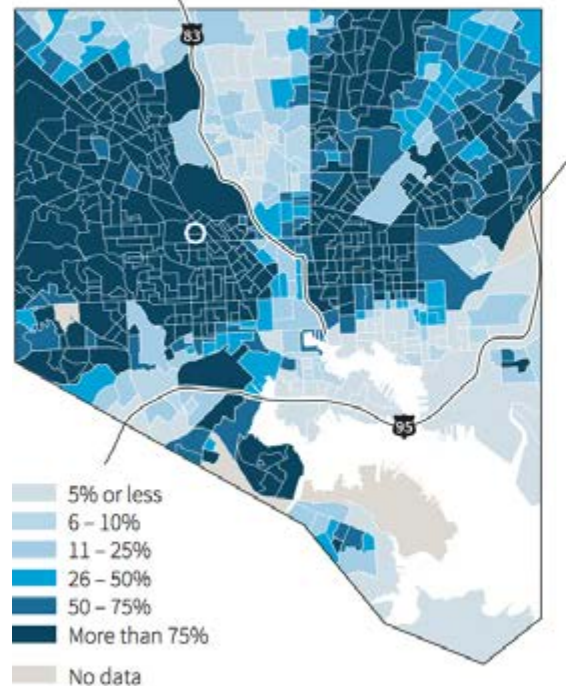 83
95
5% or less
6 – 10%
11 – 25%
26 – 50%
50 – 75%
More than 75%
No data